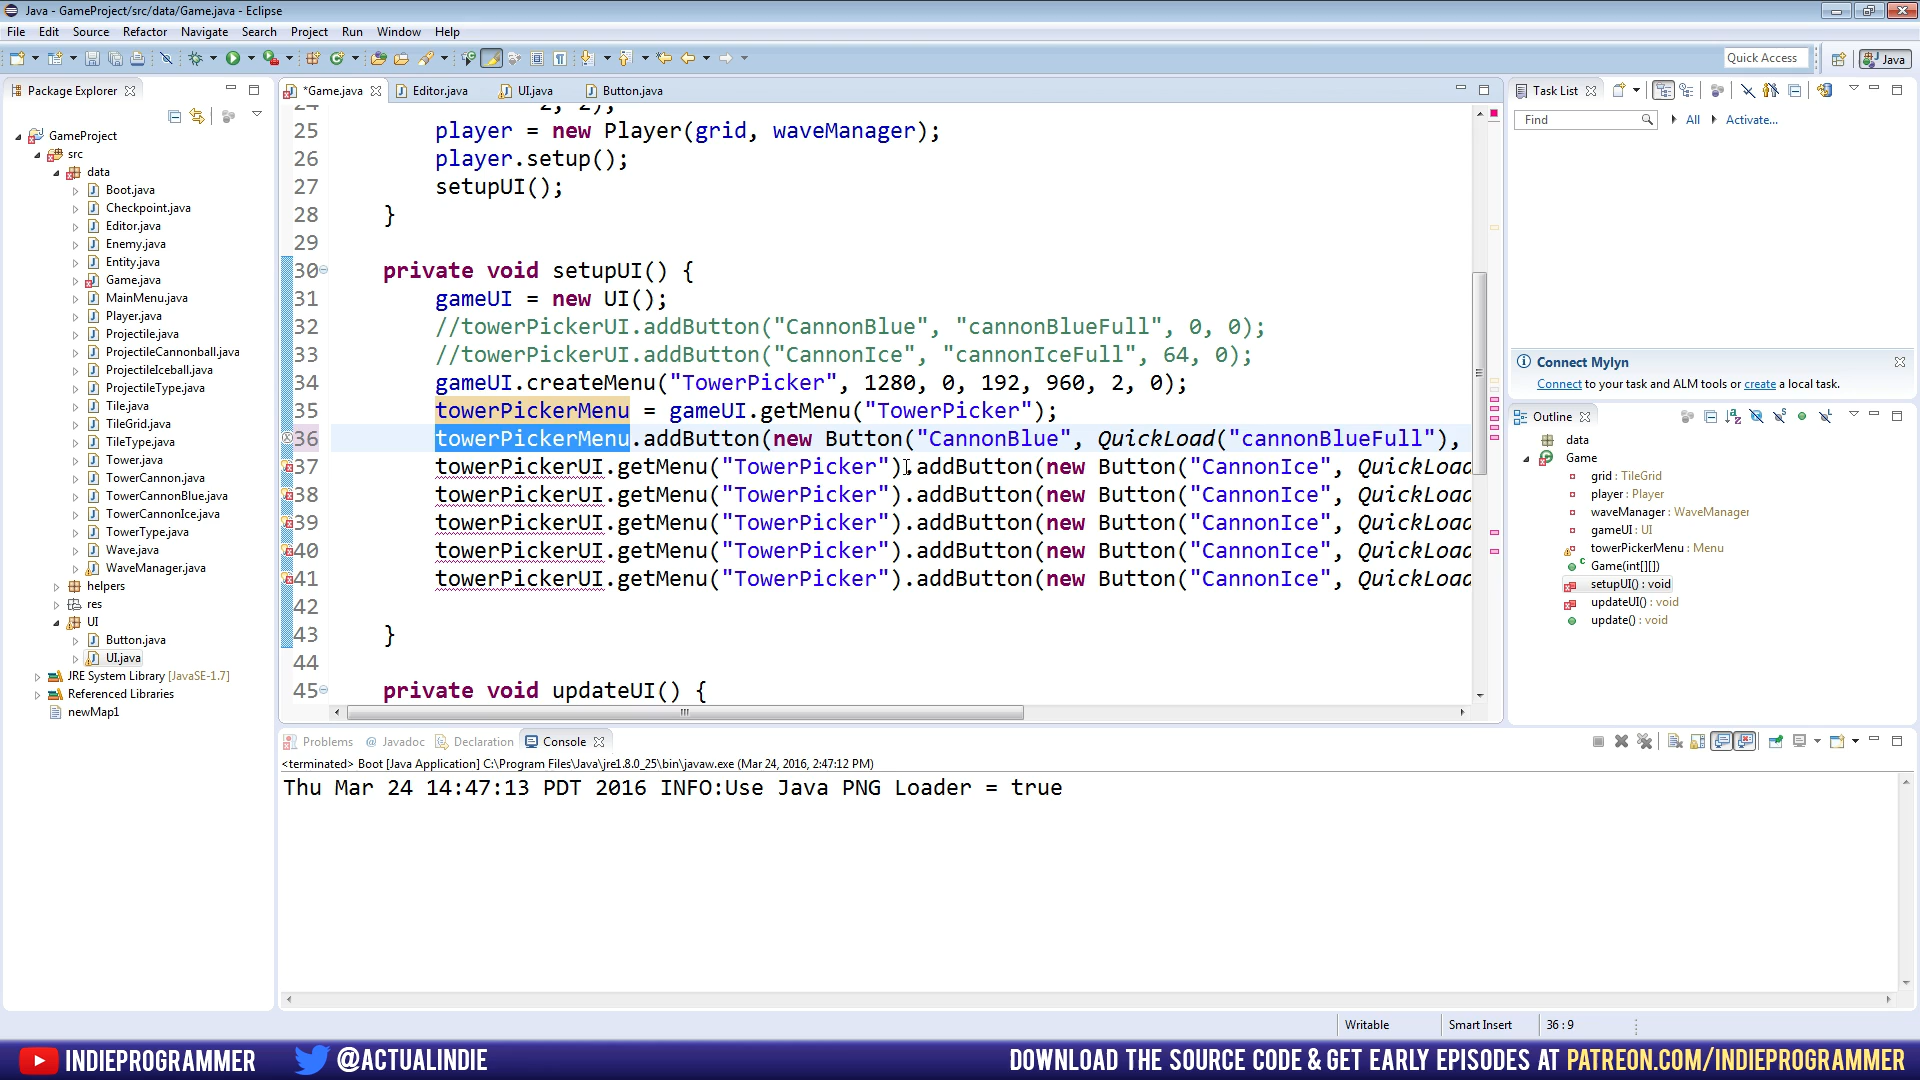 Java - GameProject/src/data/Game.java - Eclipse
File Edit Source Refactor Navigate Search Project Run Window Help
Quick Access
Java
Package Explorer
*Game.java Editor.java UI.java Button.java
Task List
Find
All
Activate...
GameProject
src
data
Boot.java
Checkpoint.java
Editor.java
Enemy.java
Entity.java
Game.java
MainMenu.java
Player.java
Projectile.java
ProjectileCannonball.java
ProjectileIceball.java
ProjectileType.java
Tile.java
TileGrid.java
TileType.java
Tower.java
TowerCannon.java
TowerCannonBlue.java
TowerCannonIce.java
TowerType.java
Wave.java
WaveManager.java
helpers
res
UI
Button.java
UI.java
JRE System Library [JavaSE-1.7]
Referenced Libraries
newMap1
24 2, 2);
25 player = new Player(grid, waveManager);
26 player.setup();
27 setupUI();
28 }
29
30 private void setupUI() {
31 gameUI = new UI();
32 //towerPickerUI.addButton("CannonBlue", "cannonBlueFull", 0, 0);
33 //towerPickerUI.addButton("CannonIce", "cannonIceFull", 64, 0);
34 gameUI.createMenu("TowerPicker", 1280, 0, 192, 960, 2, 0);
35 towerPickerMenu = gameUI.getMenu("TowerPicker");
36 towerPickerMenu.addButton(new Button("CannonBlue", QuickLoad("cannonBlueFull"),
37 towerPickerUI.getMenu("TowerPicker").addButton(new Button("CannonIce", QuickLoad
38 towerPickerUI.getMenu("TowerPicker").addButton(new Button("CannonIce", QuickLoad
39 towerPickerUI.getMenu("TowerPicker").addButton(new Button("CannonIce", QuickLoad
40 towerPickerUI.getMenu("TowerPicker").addButton(new Button("CannonIce", QuickLoad
41 towerPickerUI.getMenu("TowerPicker").addButton(new Button("CannonIce", QuickLoad
42
43 }
44
45 private void updateUI() {
Connect Mylyn
Connect to your task and ALM tools or create a local task.
Outline
data
Game
grid : TileGrid
player : Player
waveManager : WaveManager
gameUI : UI
towerPickerMenu : Menu
Game(int[][])
setupUI() : void
updateUI() : void
update() : void
Problems @ Javadoc Declaration Console
<terminated> Boot [Java Application] C:\Program Files\Java\jre1.8.0_25\bin\javaw.exe (Mar 24, 2016, 2:47:12 PM)
Thu Mar 24 14:47:13 PDT 2016 INFO:Use Java PNG Loader = true
Writable Smart Insert 36 : 9
INDIEPROGRAMMER @ACTUALINDIE DOWNLOAD THE SOURCE CODE & GET EARLY EPISODES AT PATREON.COM/INDIEPROGRAMMER